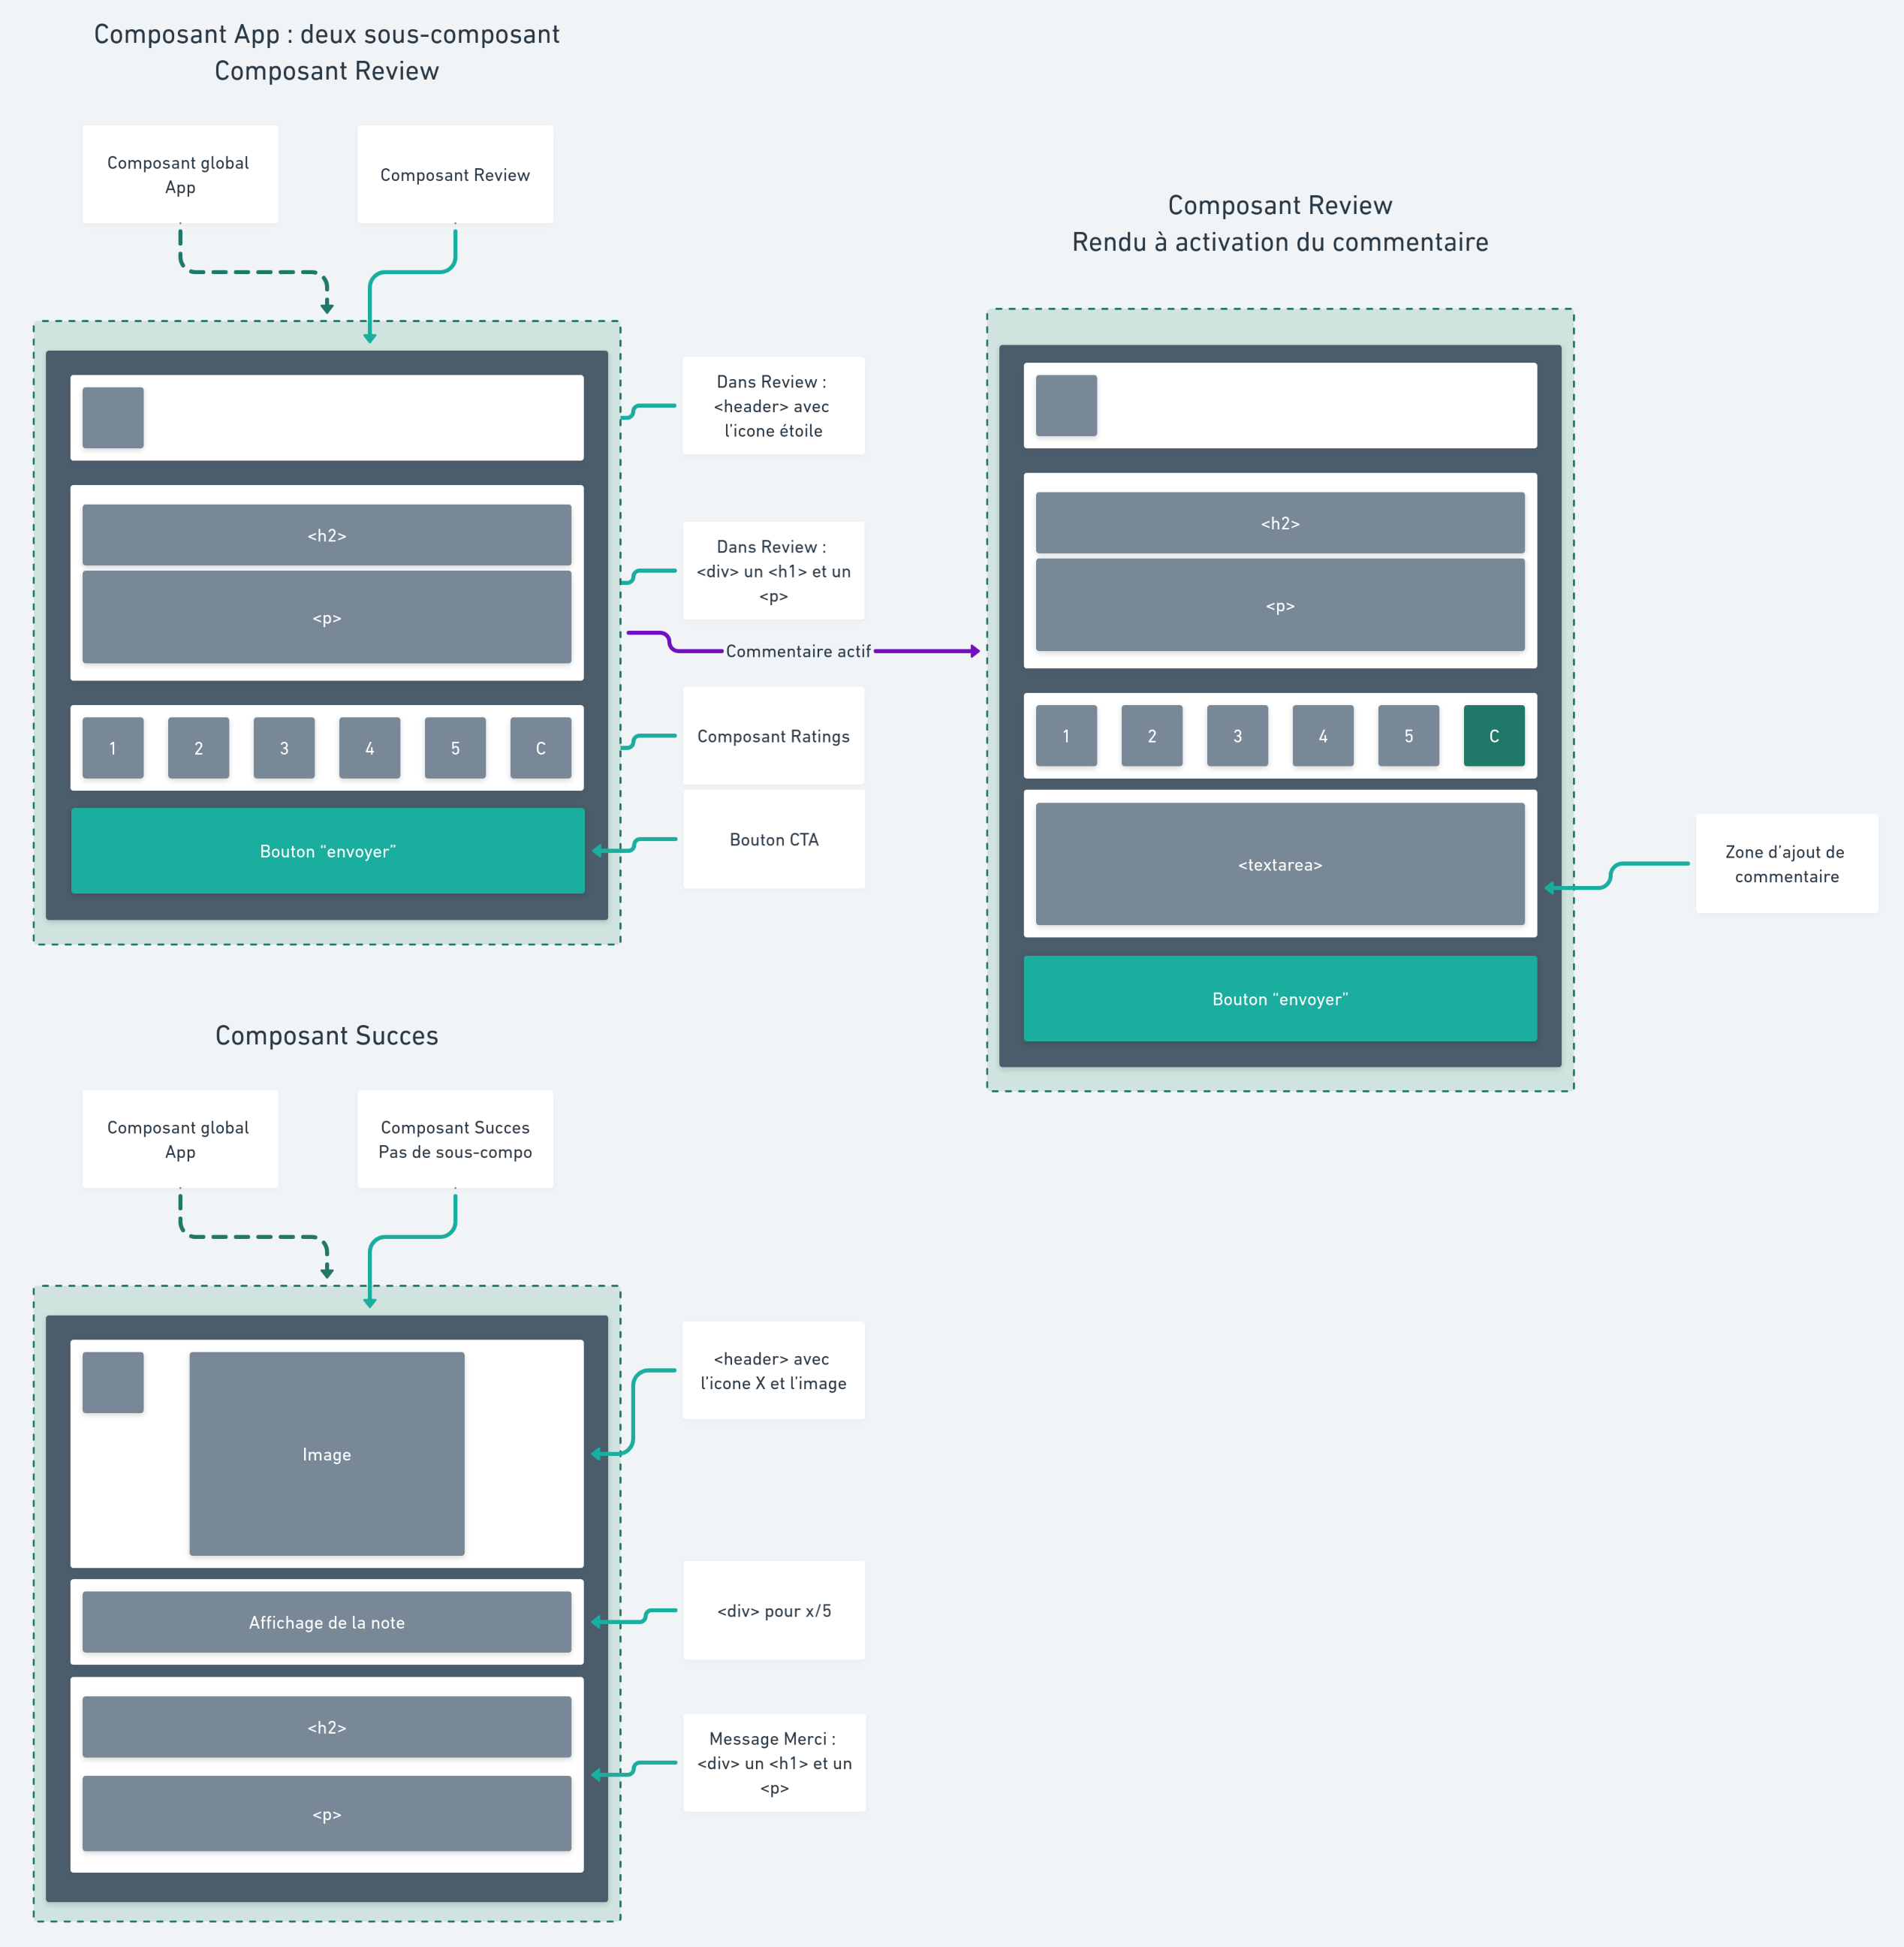 Composant App : deux sous-composant
Composant Review
Composant global
App
Composant Review
Dans Review :
<header> avec
l'icone étoile
<h2>
<p>
Dans Review :
<div> un <h1> et un
<p>
Commentaire actif
1 2 3 4 5 C
Composant Ratings
Bouton “envoyer”
Bouton CTA
Composant Review
Rendu à activation du commentaire
<h2>
<p>
1 2 3 4 5 C
<textarea>
Zone d'ajout de
commentaire
Bouton “envoyer”
Composant Succes
Composant global
App
Composant Succes
Pas de sous-compo
Image
<header> avec
l'icone X et l'image
Affichage de la note
<div> pour x/5
<h2>
<p>
Message Merci :
<div> un <h1> et un
<p>